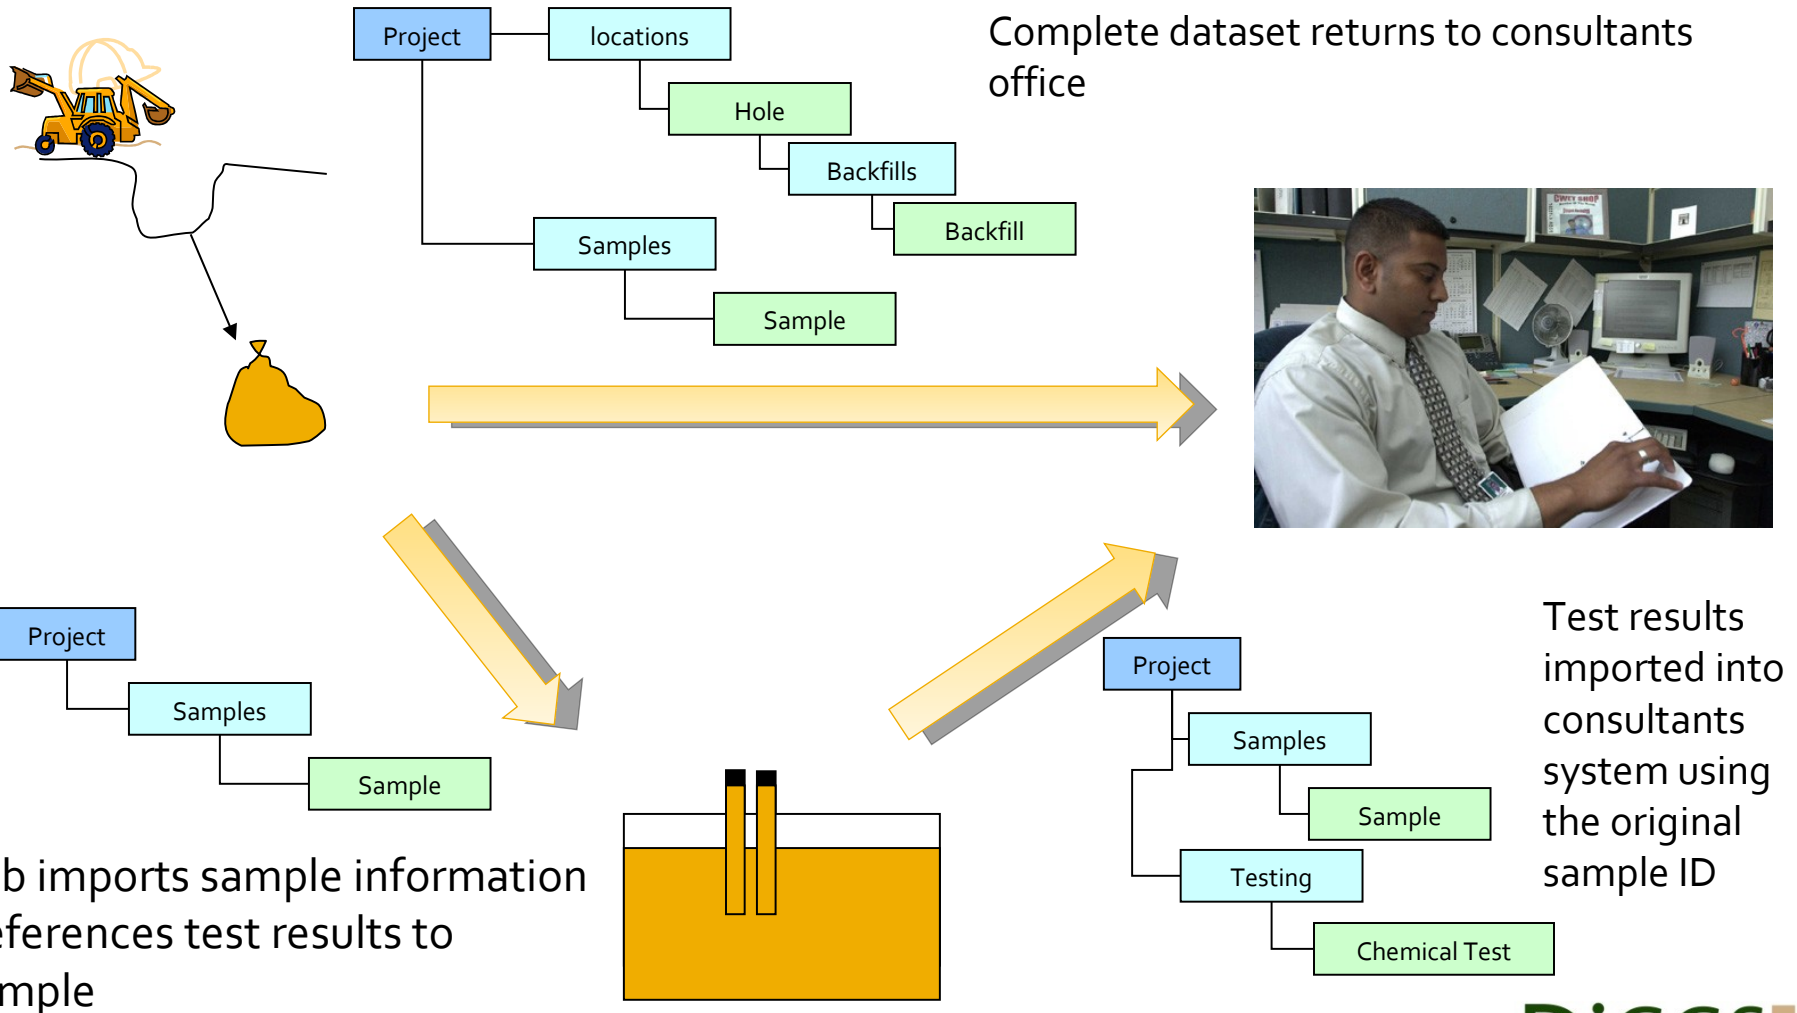 Project
locations
Complete dataset returns to consultants
office
Hole
Backfills
Backfill
Samples
Sample
Project
Samples
Sample
b imports sample information
eferences test results to
mple
Project
Samples
Sample
Testing
Chemical Test
Test results
imported into
consultants
system using
the original
sample ID